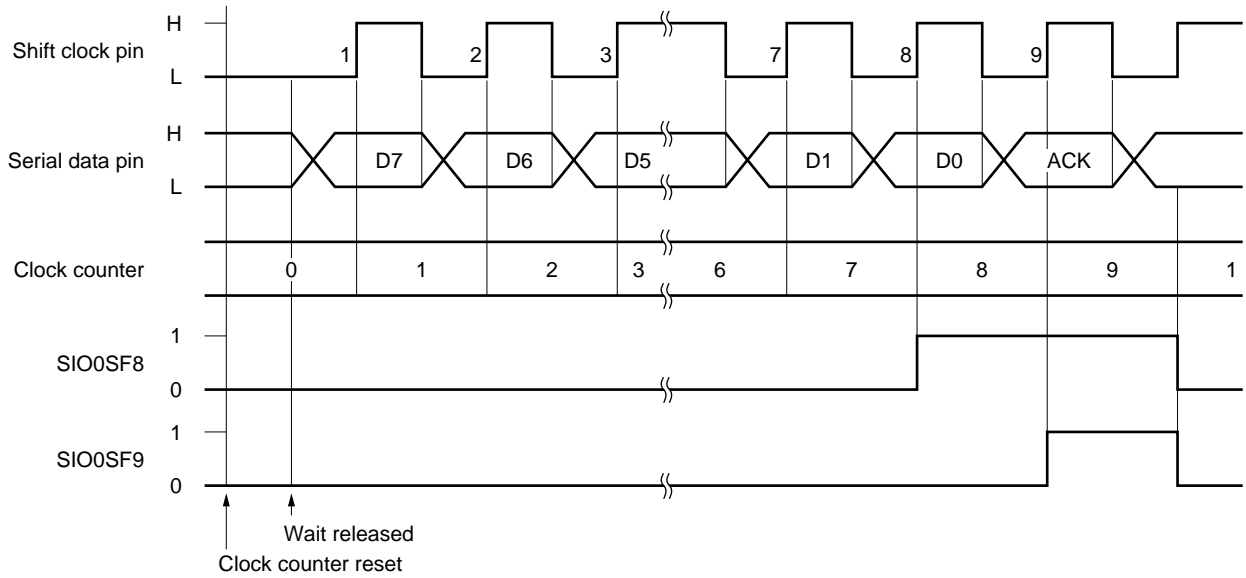 H
Shift clock pin
1 2 3 7 8 9
L
H
Serial data pin
D7 D6 D5 D1 D0 ACK
L
Clock counter
0 1 2 3 6 7 8 9 1
1
SIO0SF8
0
1
SIO0SF9
0
Wait released
Clock counter reset